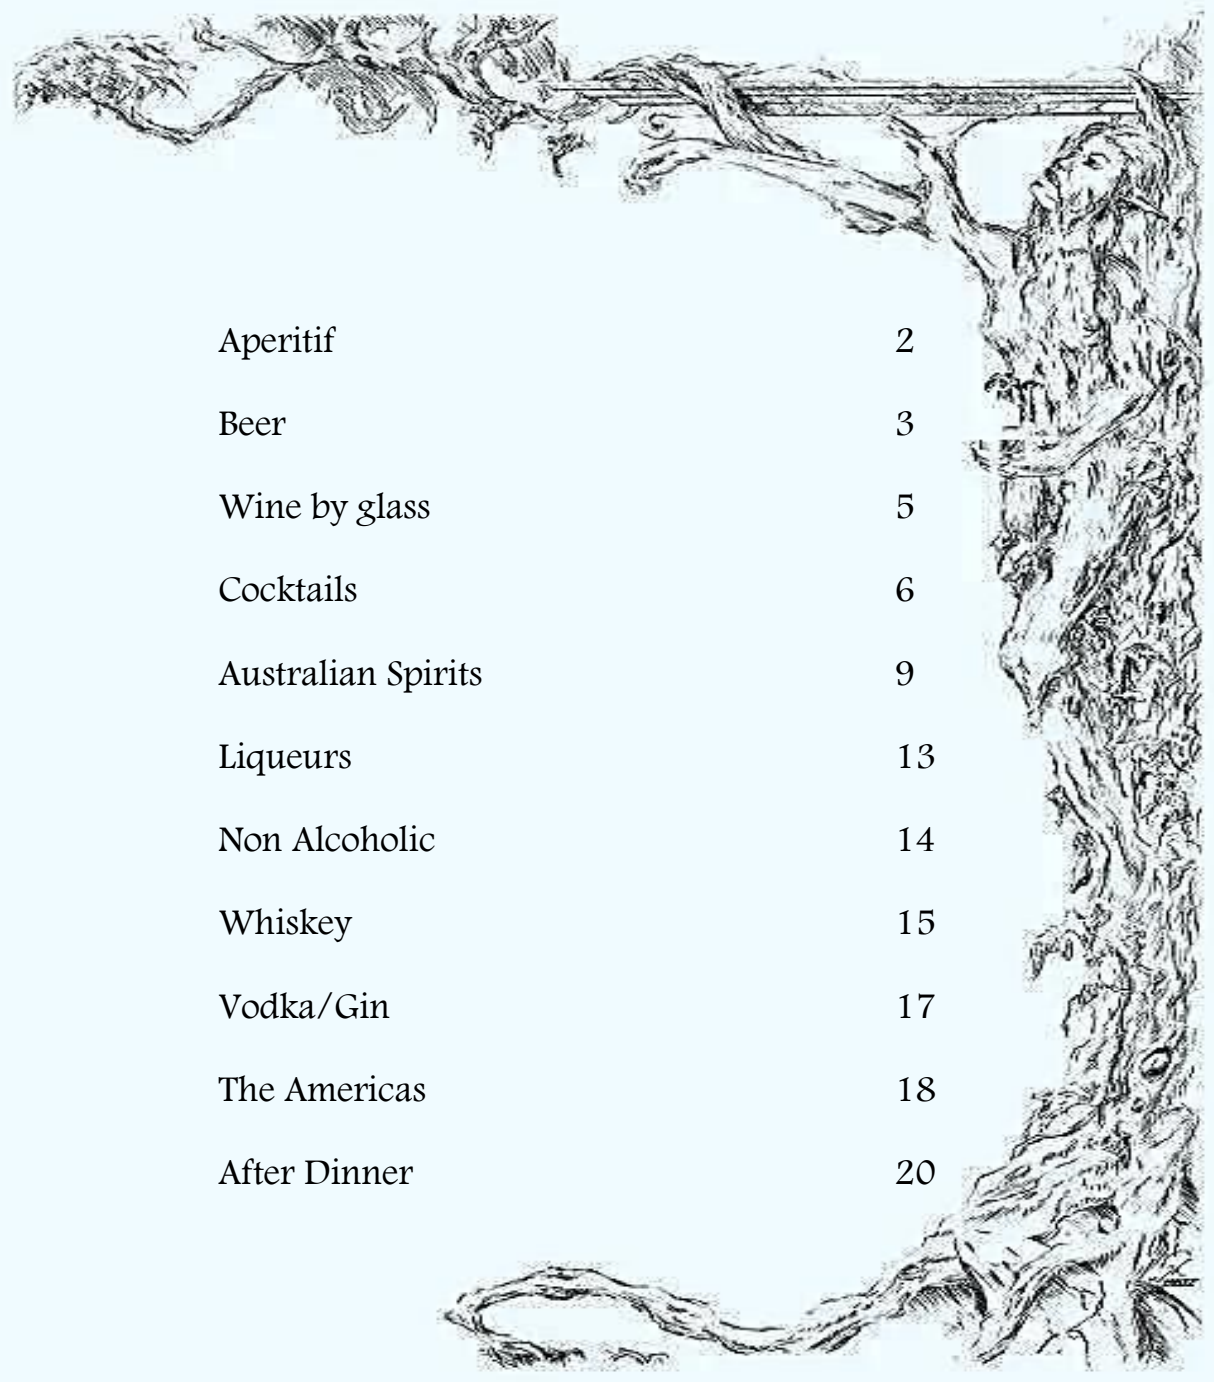 Aperitif 2
Beer 3
Wine by glass 5
Cocktails 6
Australian Spirits 9
Liqueurs 13
Non Alcoholic 14
Whiskey 15
Vodka/Gin 17
The Americas 18
After Dinner 20